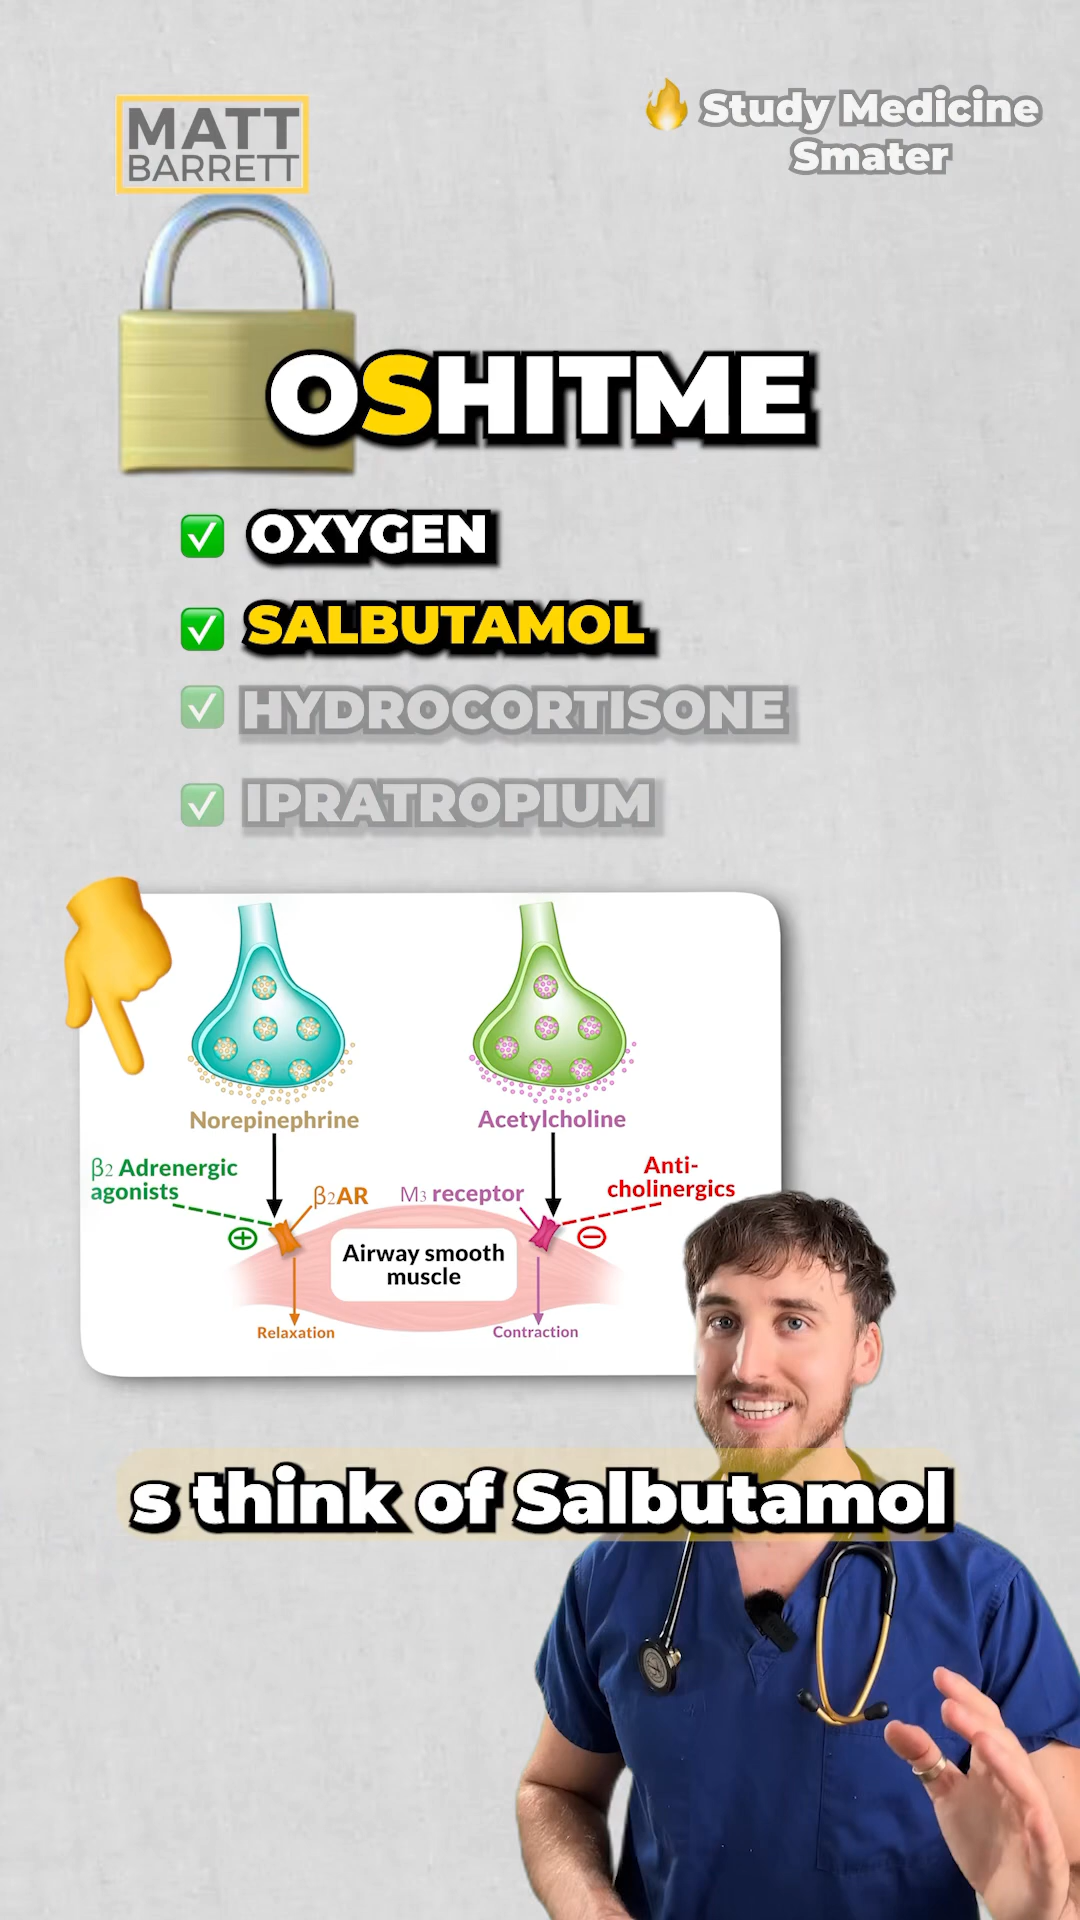 MATT
BARRETT
🔥 Study Medicine
Smater
OSHITME
✅ OXYGEN
✅ SALBUTAMOL
✅ HYDROCORTISONE
✅ IPRATROPIUM
Norepinephrine
Acetylcholine
β2 Adrenergic
agonists
Anti-
cholinergics
β2AR
M3 receptor
Airway smooth
muscle
Relaxation
Contraction
s think of Salbutamol